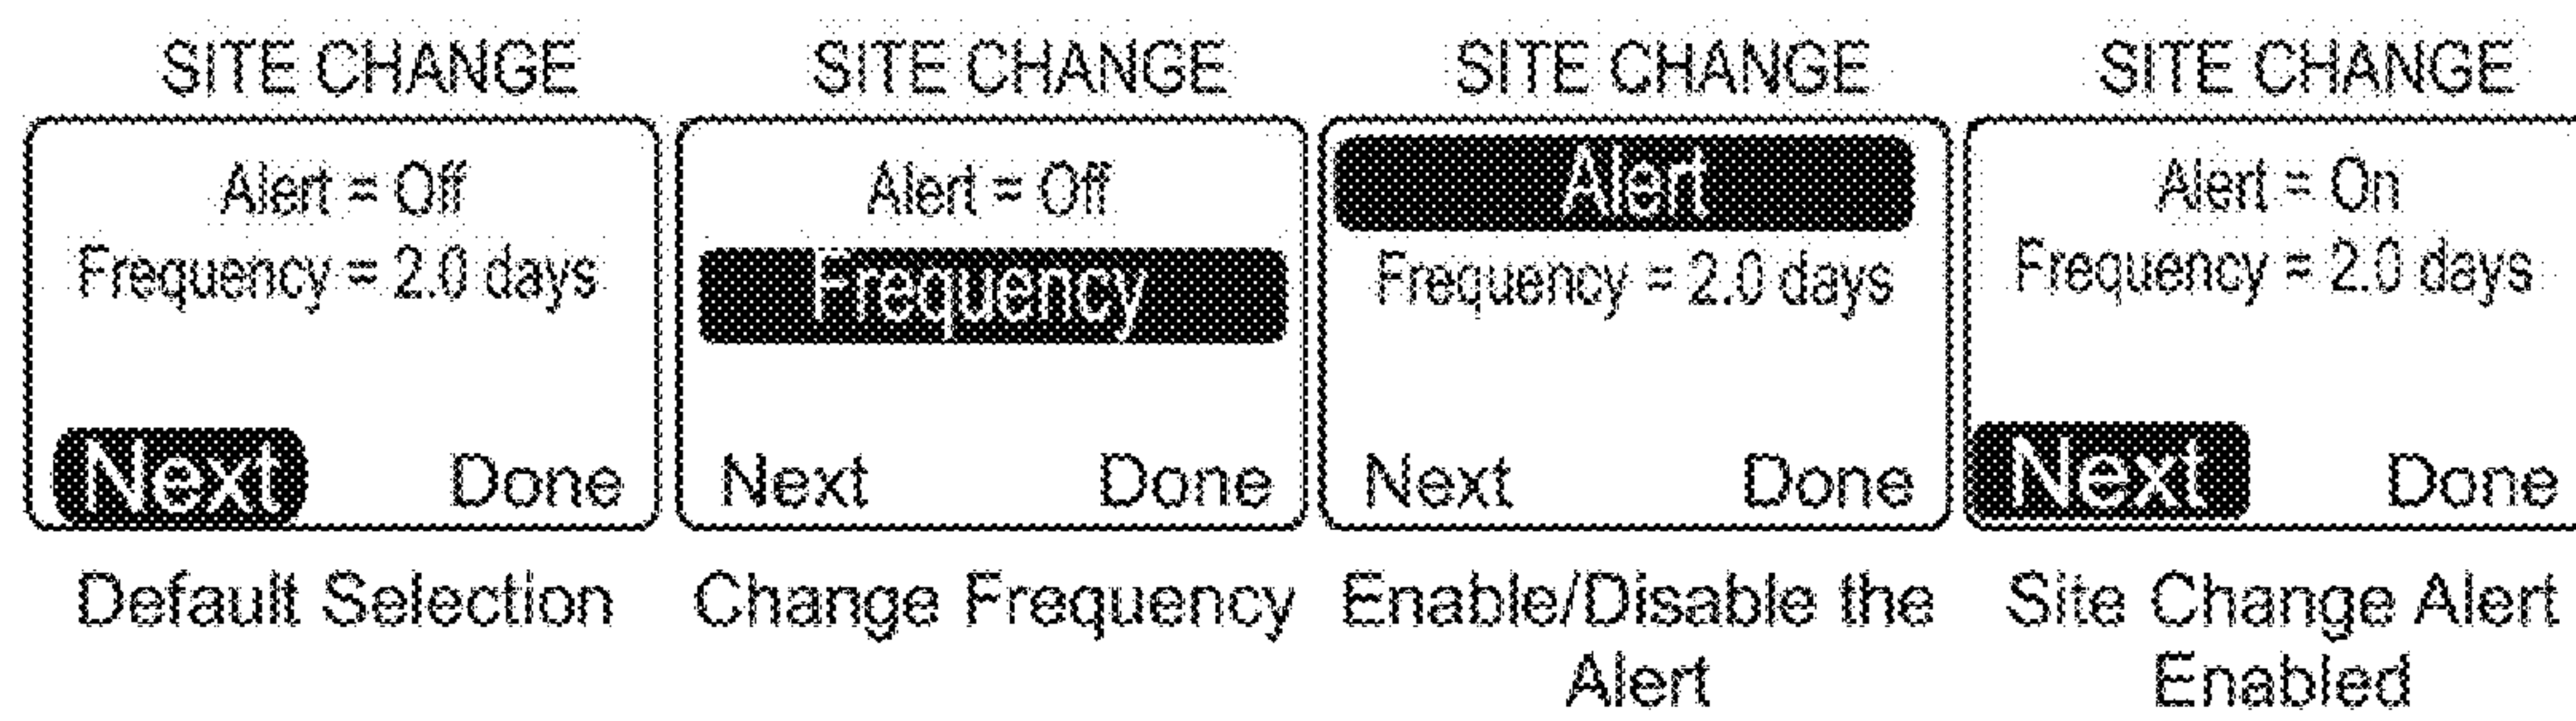 SITE CHANGE
Alert = Off
Frequency = 2.0 days
Next Done
Default Selection
SITE CHANGE
Alert = Off
Frequency
Next Done
Change Frequency
SITE CHANGE
Alert
Frequency = 2.0 days
Next Done
Enable/Disable the
Alert
SITE CHANGE
Alert = On
Frequency = 2.0 days
Next Done
Site Change Alert
Enabled